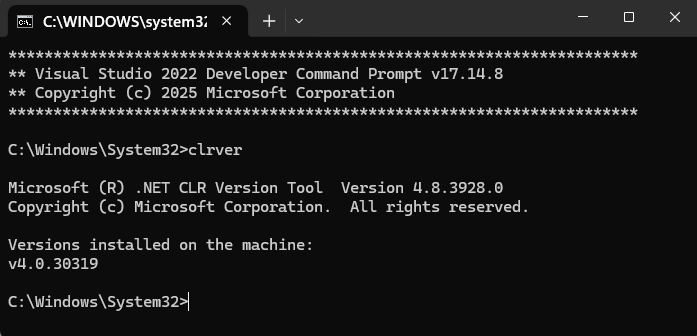 C:\WINDOWS\system32
**********************************************************************
** Visual Studio 2022 Developer Command Prompt v17.14.8
** Copyright (c) 2025 Microsoft Corporation
**********************************************************************
C:\Windows\System32>clrver
Microsoft (R) .NET CLR Version Tool  Version 4.8.3928.0
Copyright (c) Microsoft Corporation.  All rights reserved.
Versions installed on the machine:
v4.0.30319
C:\Windows\System32>